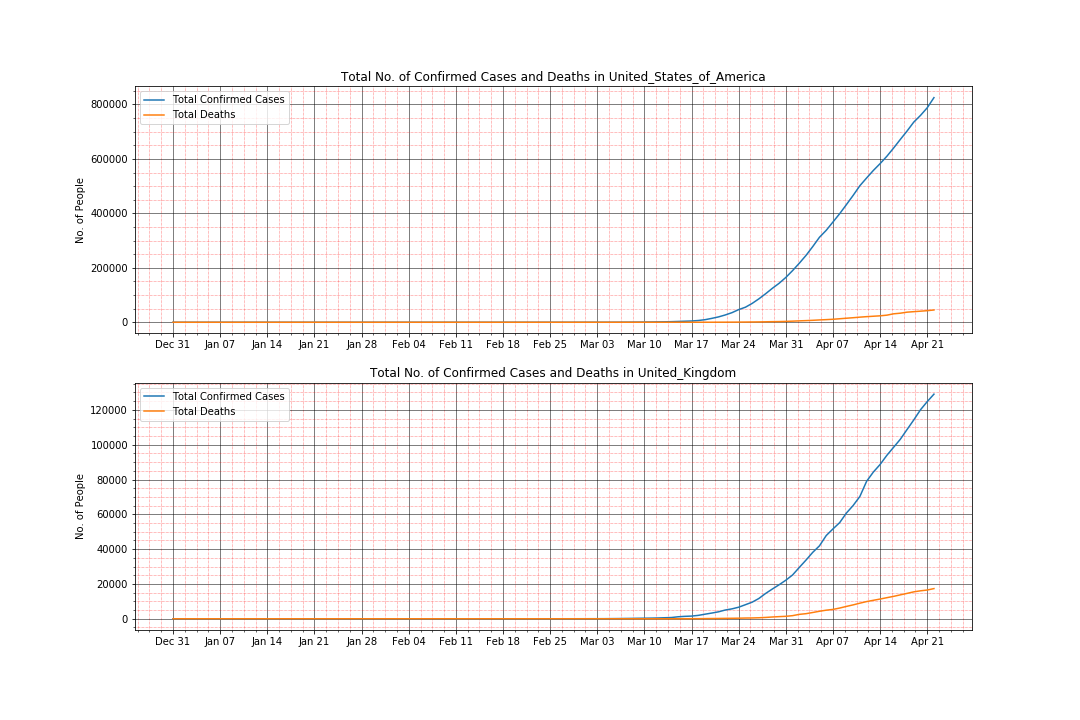 Total No. of Confirmed Cases and Deaths in United_States_of_America
Total Confirmed Cases
Total Deaths
No. of People
800000
600000
400000
200000
0
Dec 31 Jan 07 Jan 14 Jan 21 Jan 28 Feb 04 Feb 11 Feb 18 Feb 25 Mar 03 Mar 10 Mar 17 Mar 24 Mar 31 Apr 07 Apr 14 Apr 21
Total No. of Confirmed Cases and Deaths in United_Kingdom
Total Confirmed Cases
Total Deaths
No. of People
120000
100000
80000
60000
40000
20000
0
Dec 31 Jan 07 Jan 14 Jan 21 Jan 28 Feb 04 Feb 11 Feb 18 Feb 25 Mar 03 Mar 10 Mar 17 Mar 24 Mar 31 Apr 07 Apr 14 Apr 21